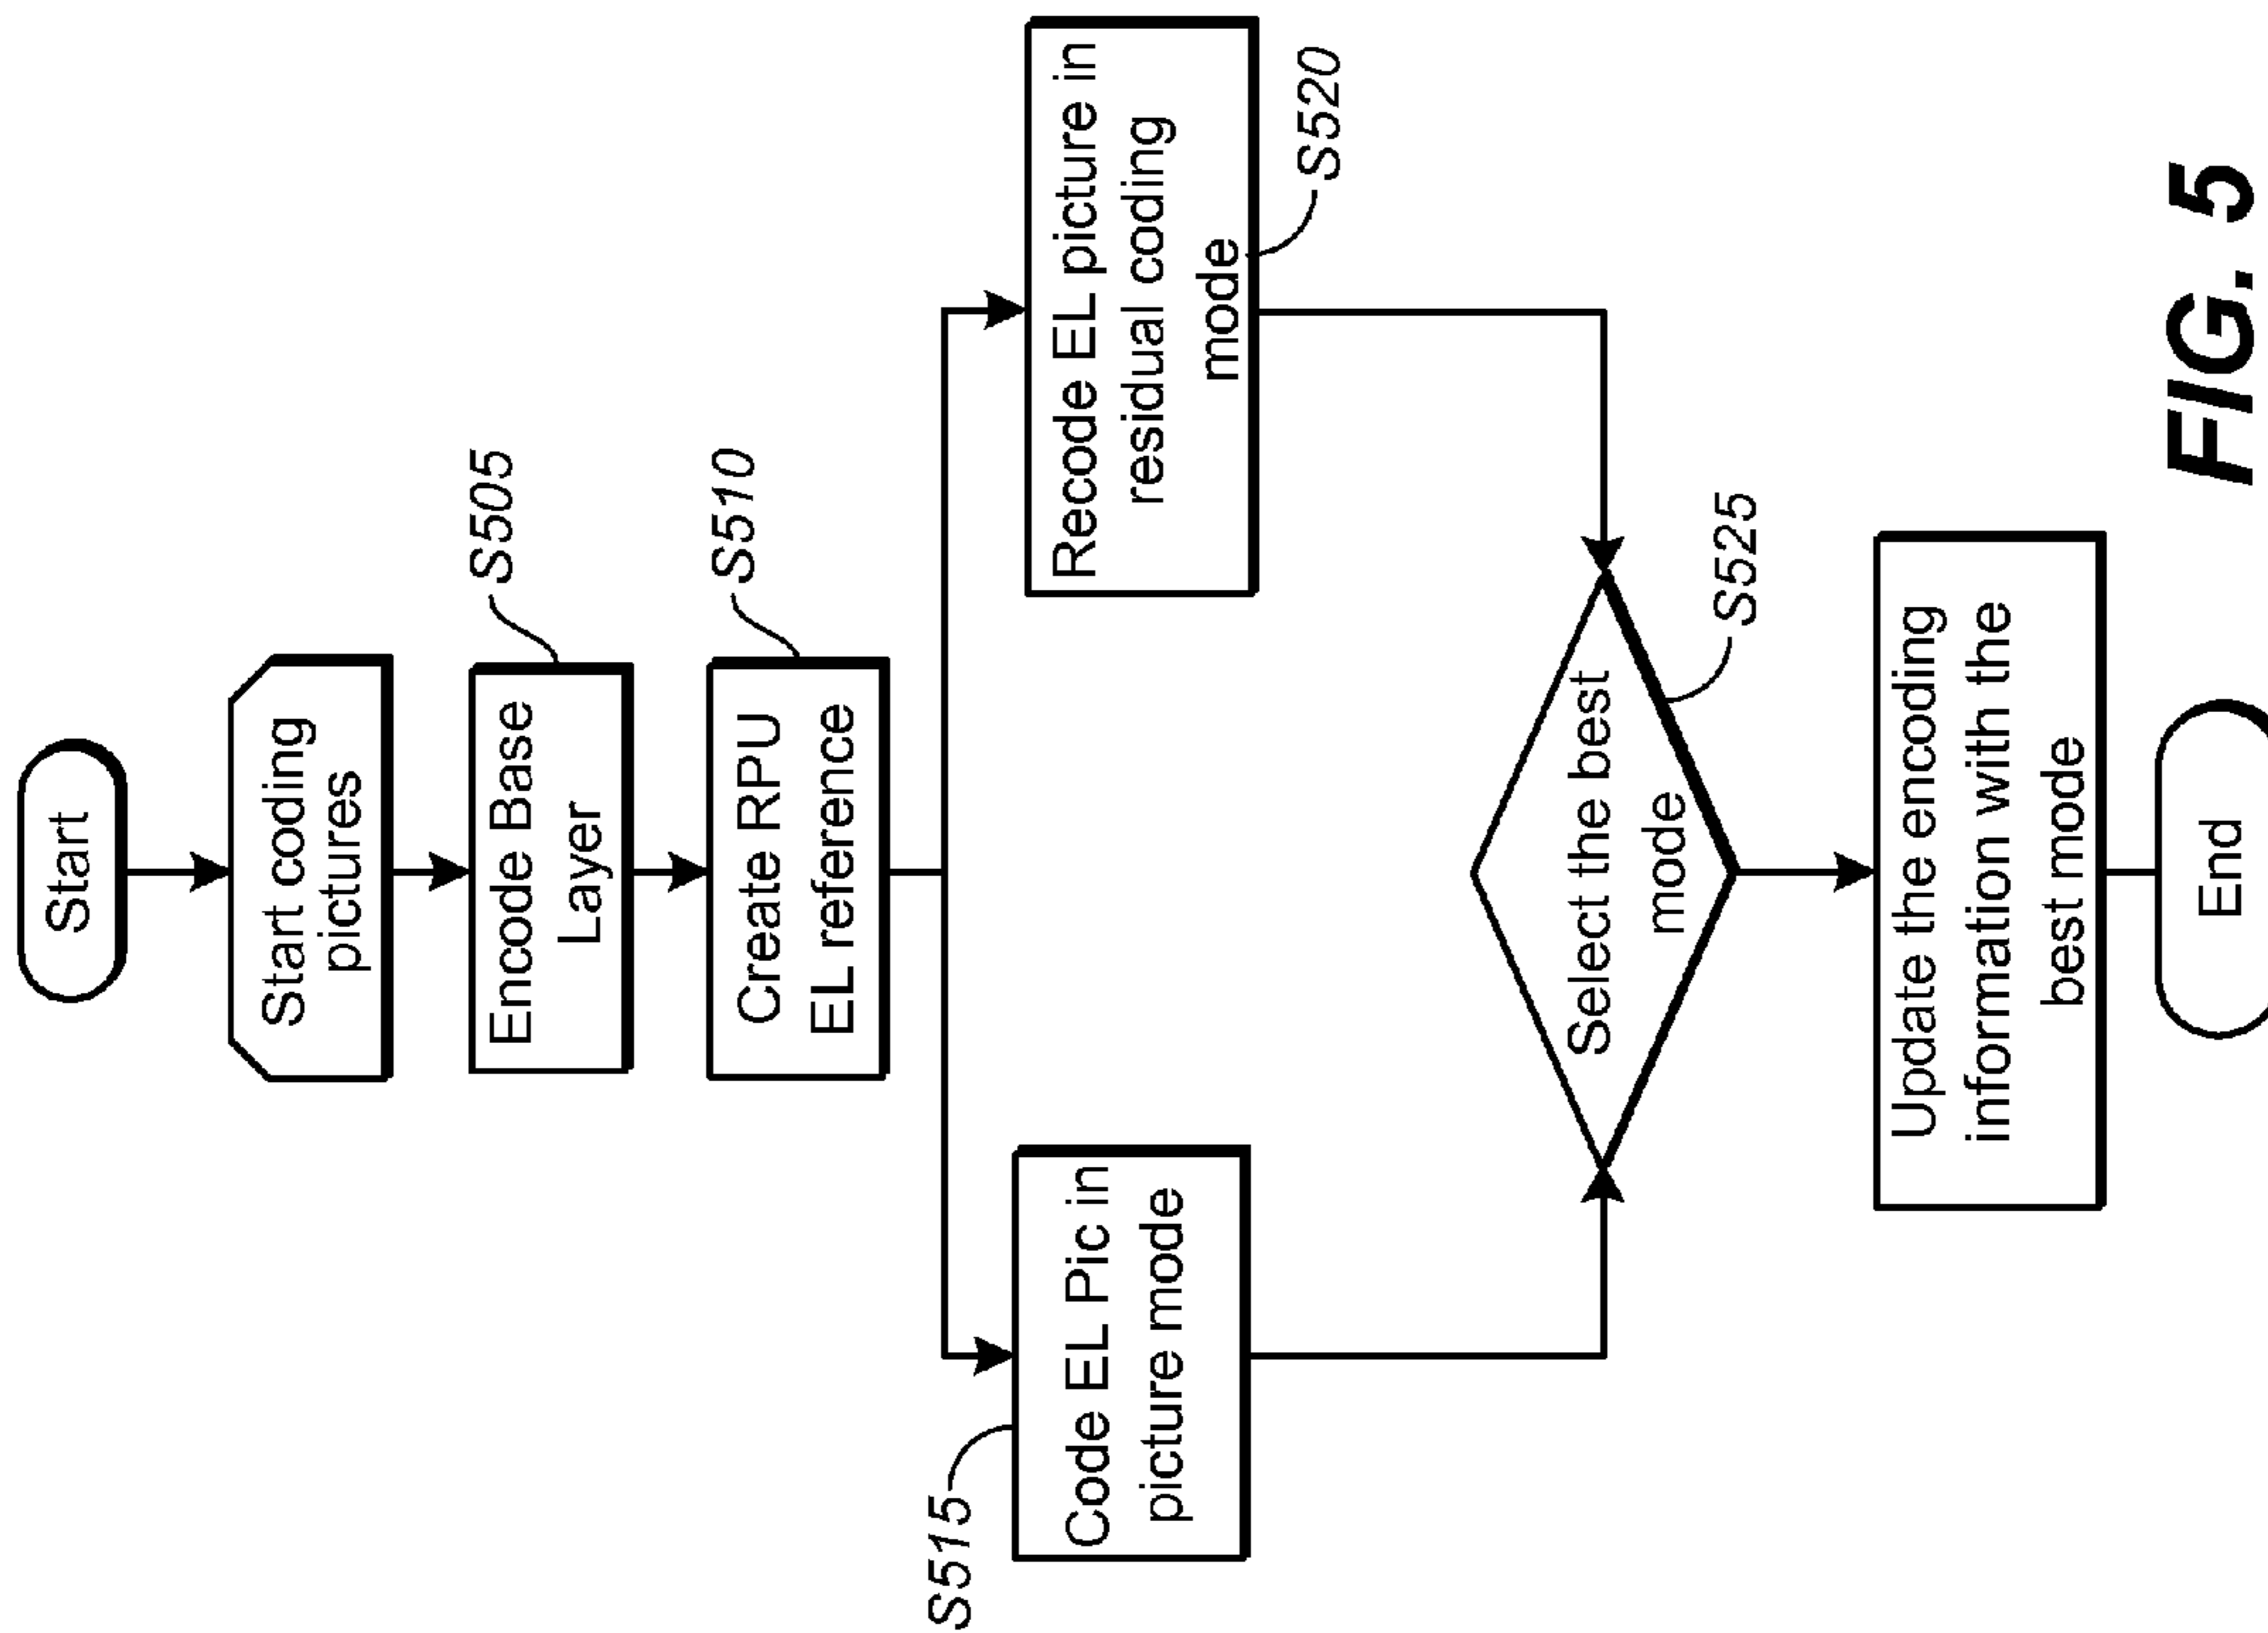 Start
Start coding
pictures
S505
Encode Base
Layer
S510
Create RPU
EL reference
S515
Code EL Pic in
picture mode
Recode EL picture in
residual coding
mode
S520
Select the best
mode
S525
Update the encoding
information with the
best mode
End
FIG. 5